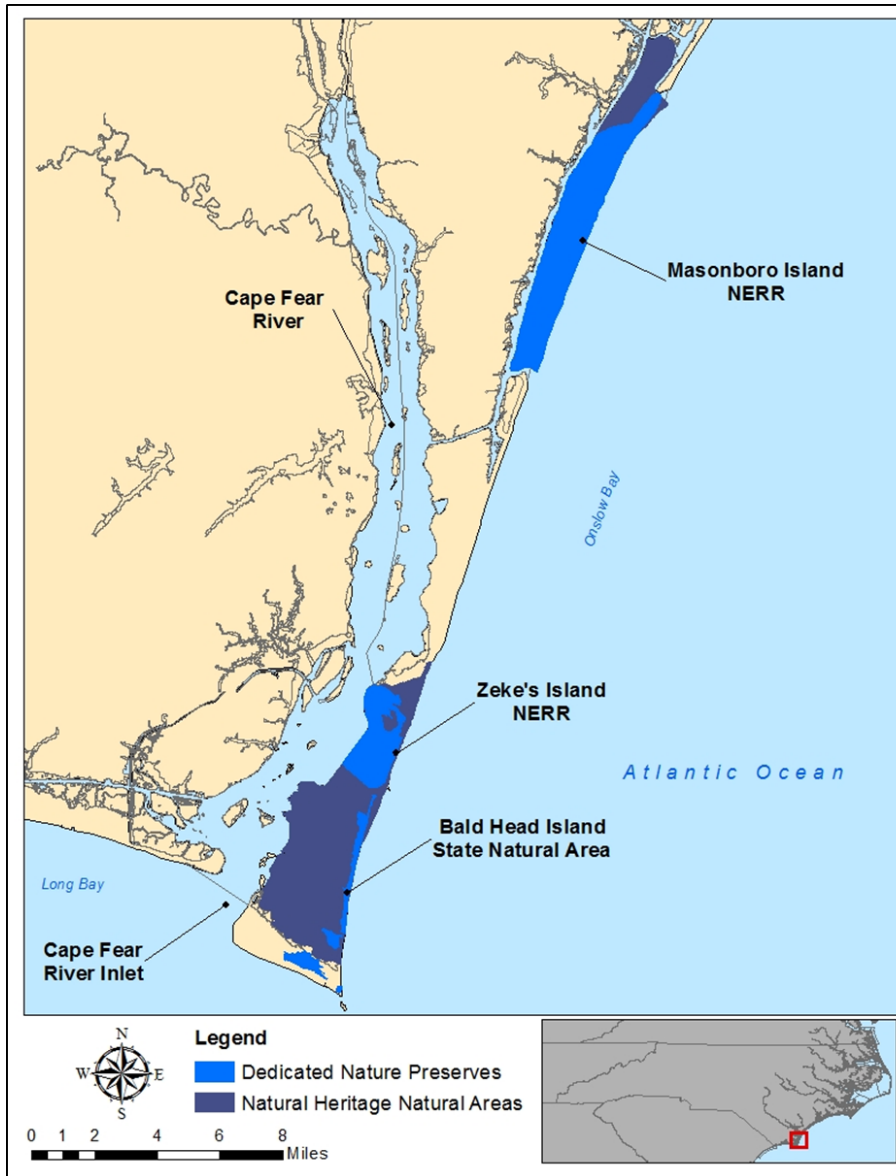 Masonboro Island
NERR
Cape Fear
River
Onslow Bay
Zeke's Island
NERR
Atlantic Ocean
Bald Head Island
State Natural Area
Long Bay
Cape Fear
River Inlet
N
W
E
S
Legend
Dedicated Nature Preserves
Natural Heritage Natural Areas
0 1 2 4 6 8
Miles